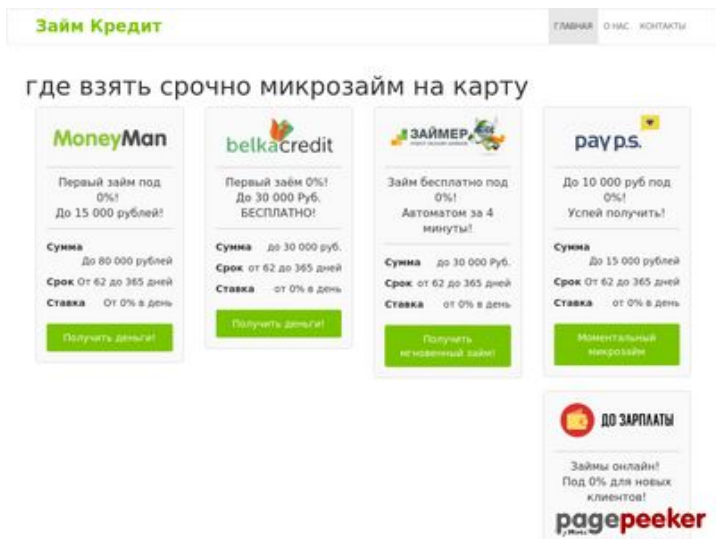 Займ Кредит
ГЛАВНАЯ О НАС. КОНТАКТЫ
где взять срочно микрозайм на карту
MoneyMan
Первый займ под
0%!
До 15 000 рублей!
Сумма
До 80 000 рублей
Срок От 62 до 365 дней
Ставка От 0% в день
Получить деньги!
belkacredit
Первый заём 0%!
До 30 000 Руб.
БЕСПЛАТНО!
Сумма до 30 000 руб.
Срок от 62 до 365 дней
Ставка от 0% в день
Получить деньги!
ЗАЙМЕР
Займ бесплатно под
0%!
Автоматом за 4
минуты!
Сумма до 30 000 Руб.
Срок от 62 до 365 дней
Ставка от 0% в день
Получить
мгновенный займ!
pay p.s.
До 10 000 руб под
0%!
Успей получить!
Сумма
До 15 000 рублей
Срок От 62 до 365 дней
Ставка от 0% в день
Моментальный
микрозайм
ДО ЗАРПЛАТЫ
Займы онлайн!
Под 0% для новых
клиентов!
pagepeeker